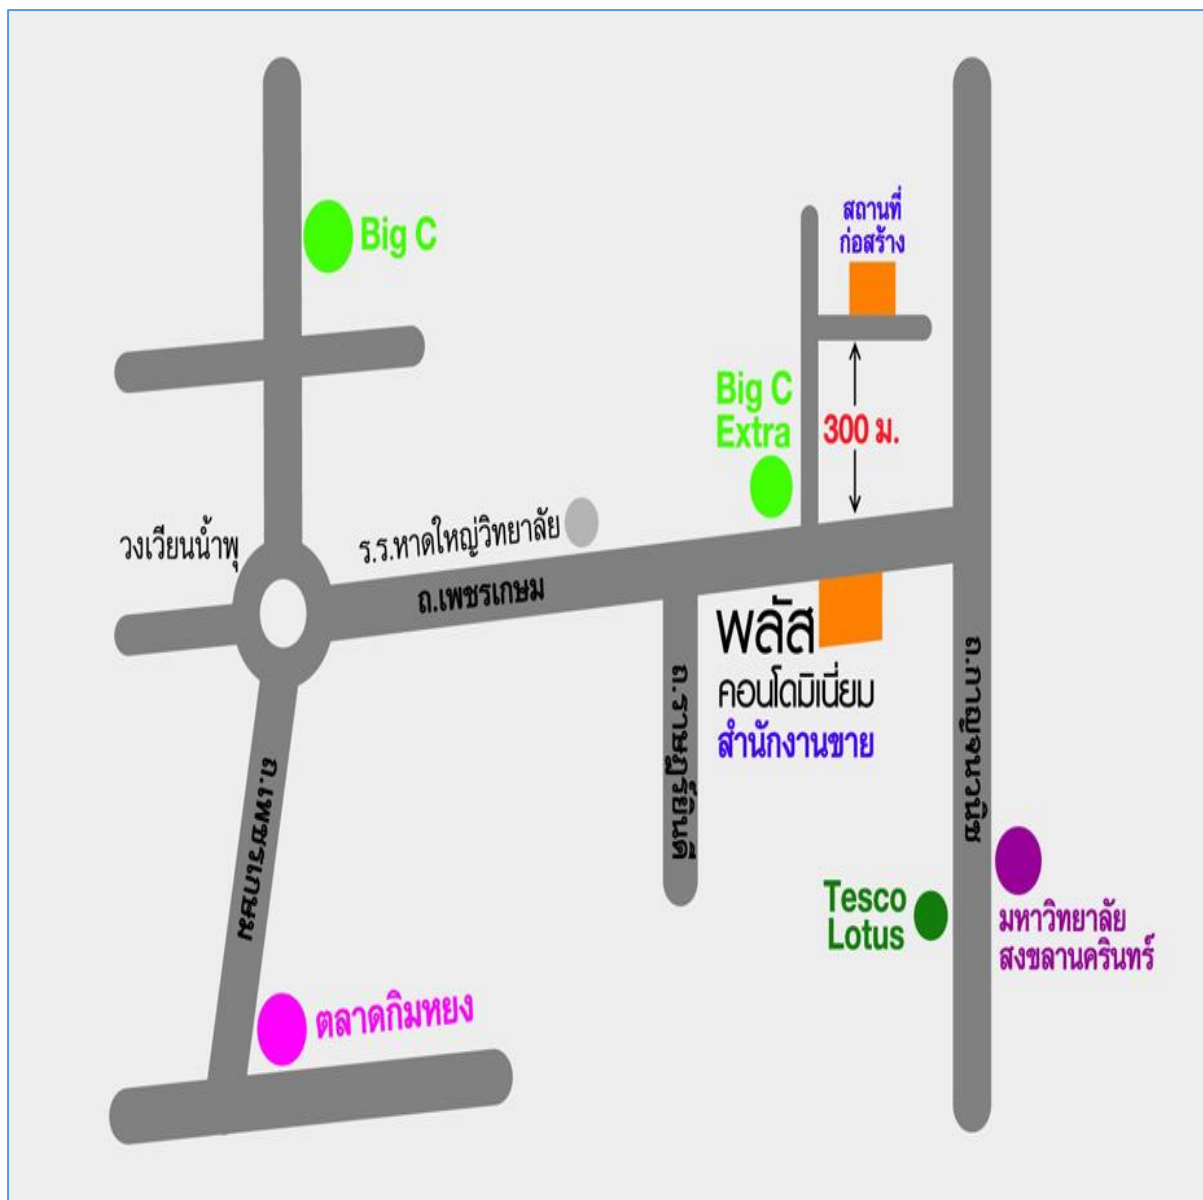 สถานที่
ก่อสร้าง
Big C
Big C
Extra
300 ม.
วงเวียนน้ำพุ
ร.ร.หาดใหญ่วิทยาลัย
ถ.เพชรเกษม
พลัส
คอนโดมิเนี่ยม
สำนักงานขาย
ถ.ราษฎร์ยินดี
ถ.กาญจนวนิช
ถ.เพชรเกษม
Tesco
Lotus
มหาวิทยาลัย
สงขลานครินทร์
ตลาดกิมหยง